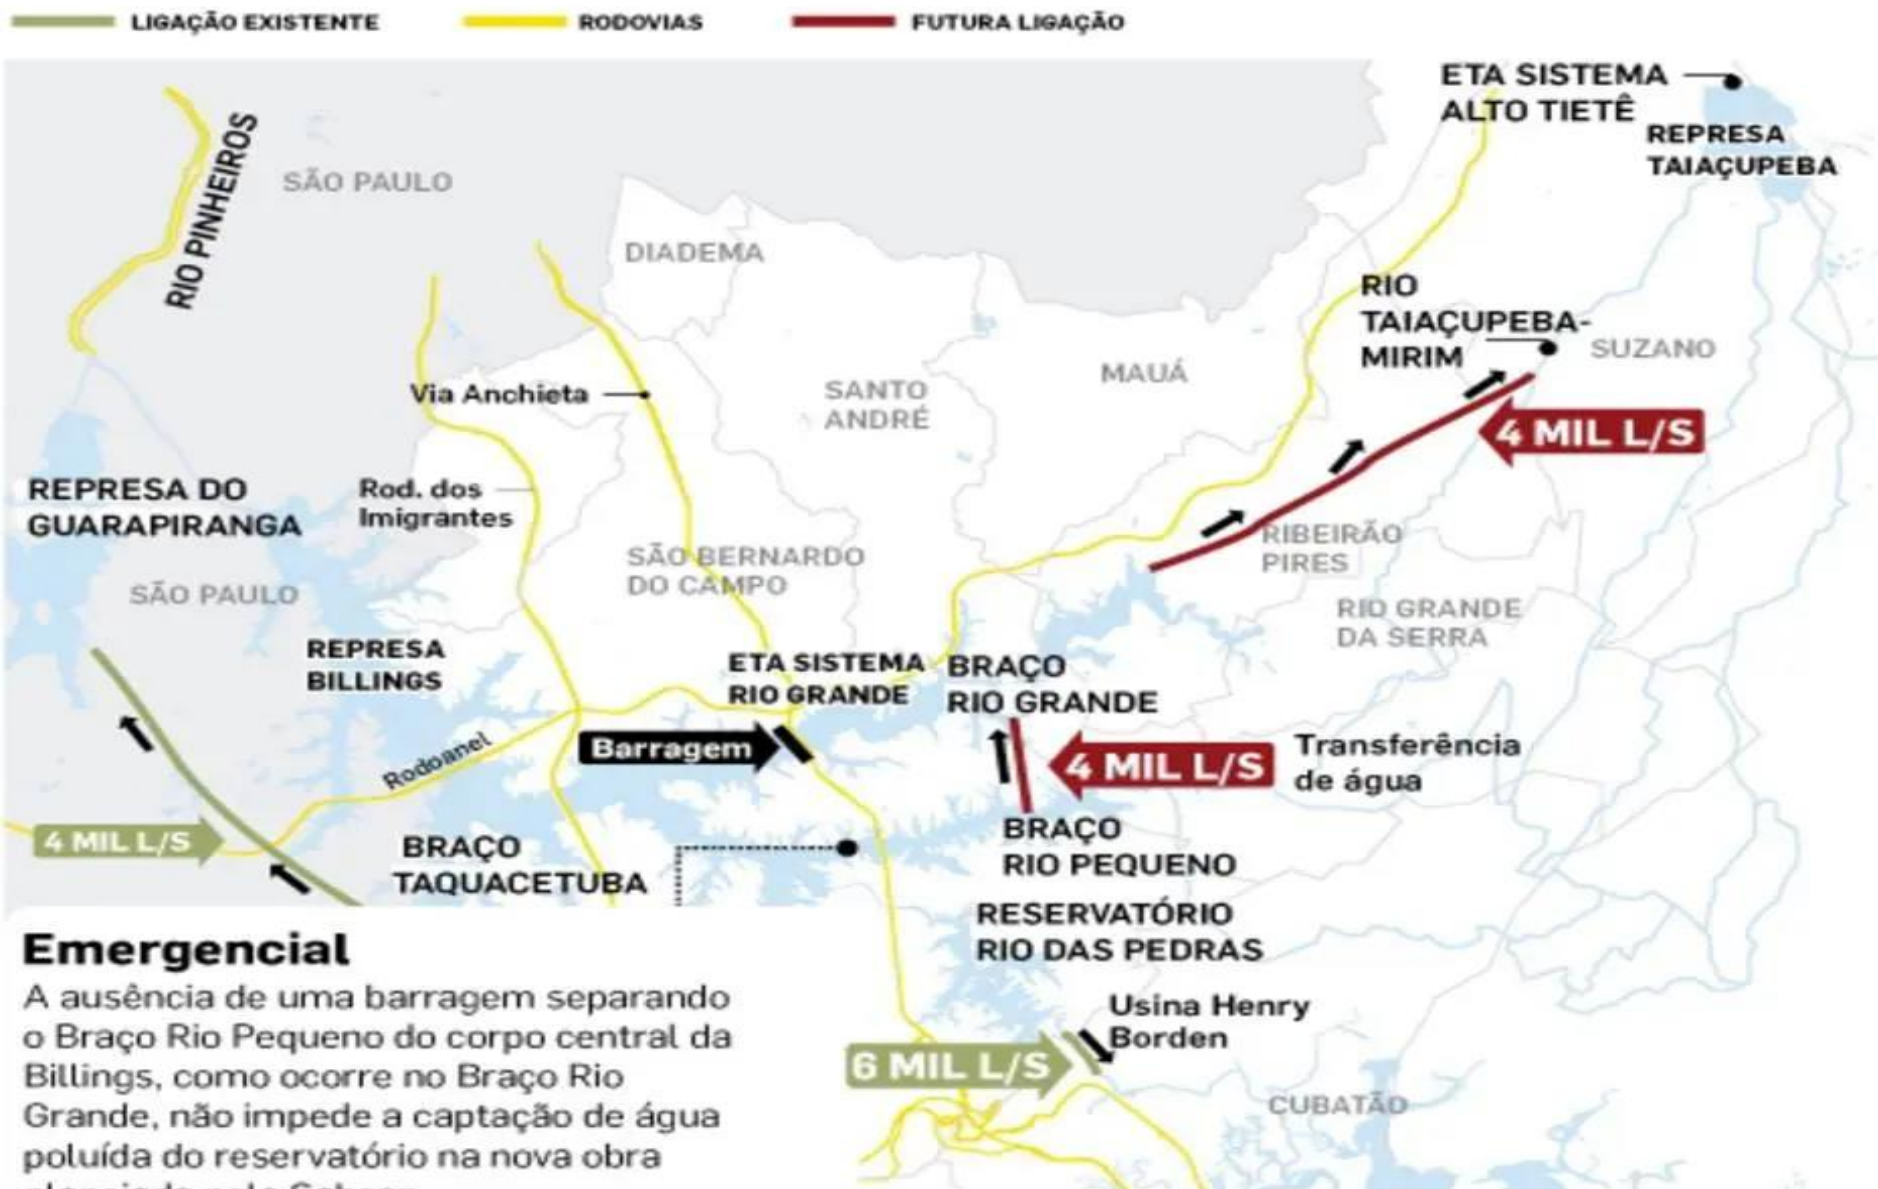 LIGAÇÃO EXISTENTE
RODOVIAS
FUTURA LIGAÇÃO
ETA SISTEMA
ALTO TIETÊ
REPRESA
TAIAÇUPEBA
RIO PINHEIROS
SÃO PAULO
DIADEMA
RIO
TAIAÇUPEBA-
MIRIM
SUZANO
Via Anchieta
SANTO
ANDRÉ
MAUÁ
4 MIL L/S
REPRESA DO
GUARAPIRANGA
Rod. dos
Imigrantes
SÃO BERNARDO
DO CAMPO
RIBEIRÃO
PIRES
SÃO PAULO
RIO GRANDE
DA SERRA
REPRESA
BILLINGS
ETA SISTEMA
RIO GRANDE
BRAÇO
RIO GRANDE
Barragem
Rodoanel
4 MIL L/S
Transferência
de água
4 MIL L/S
BRAÇO
TAQUACETUBA
BRAÇO
RIO PEQUENO
RESERVATÓRIO
RIO DAS PEDRAS
Usina Henry
Borden
6 MIL L/S
CUBATÃO
Emergencial
A ausência de uma barragem separando
o Braço Rio Pequeno do corpo central da
Billings, como ocorre no Braço Rio
Grande, não impede a captação de água
poluída do reservatório na nova obra